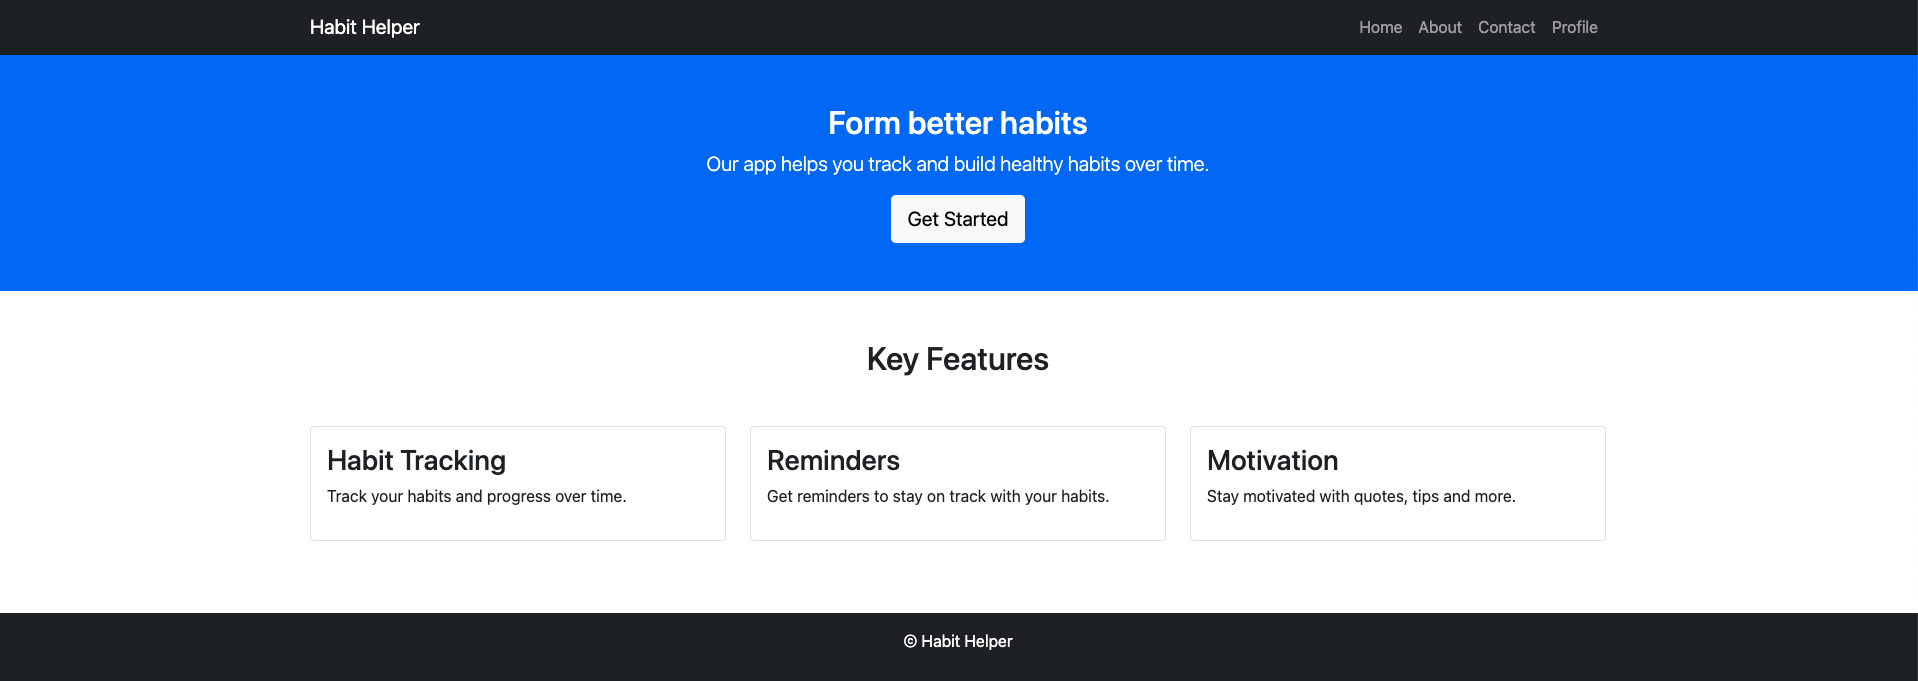 Habit Helper
Home About Contact Profile
Form better habits
Our app helps you track and build healthy habits over time.
Get Started
Key Features
Habit Tracking
Track your habits and progress over time.
Reminders
Get reminders to stay on track with your habits.
Motivation
Stay motivated with quotes, tips and more.
© Habit Helper